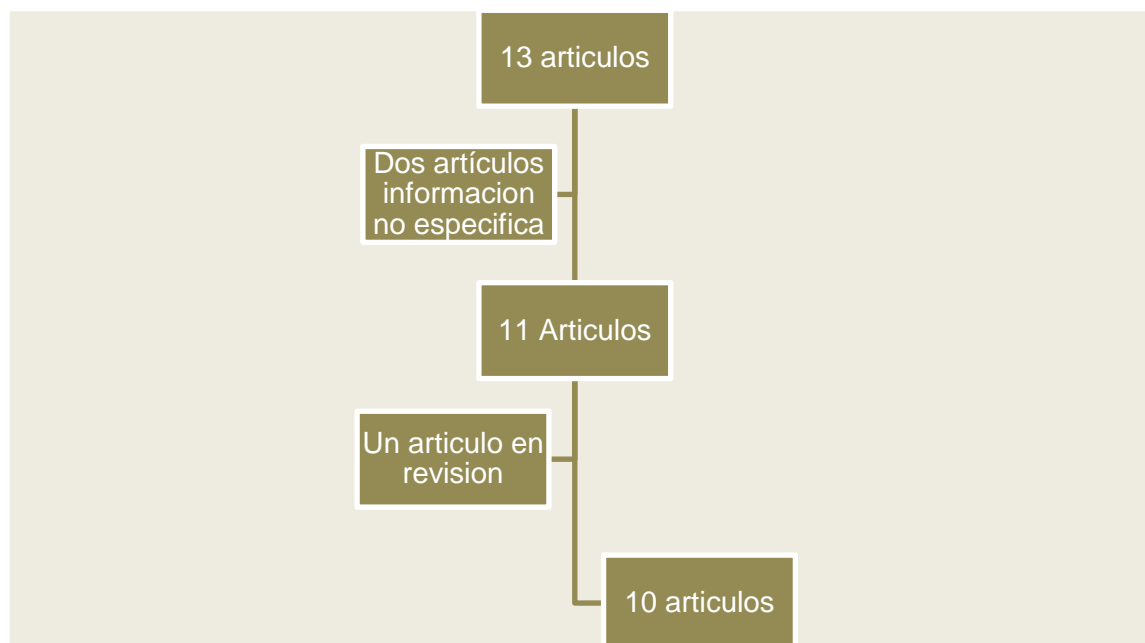 13 articulos
Dos artículos
informacion
no especifica
11 Articulos
Un articulo en
revision
10 articulos